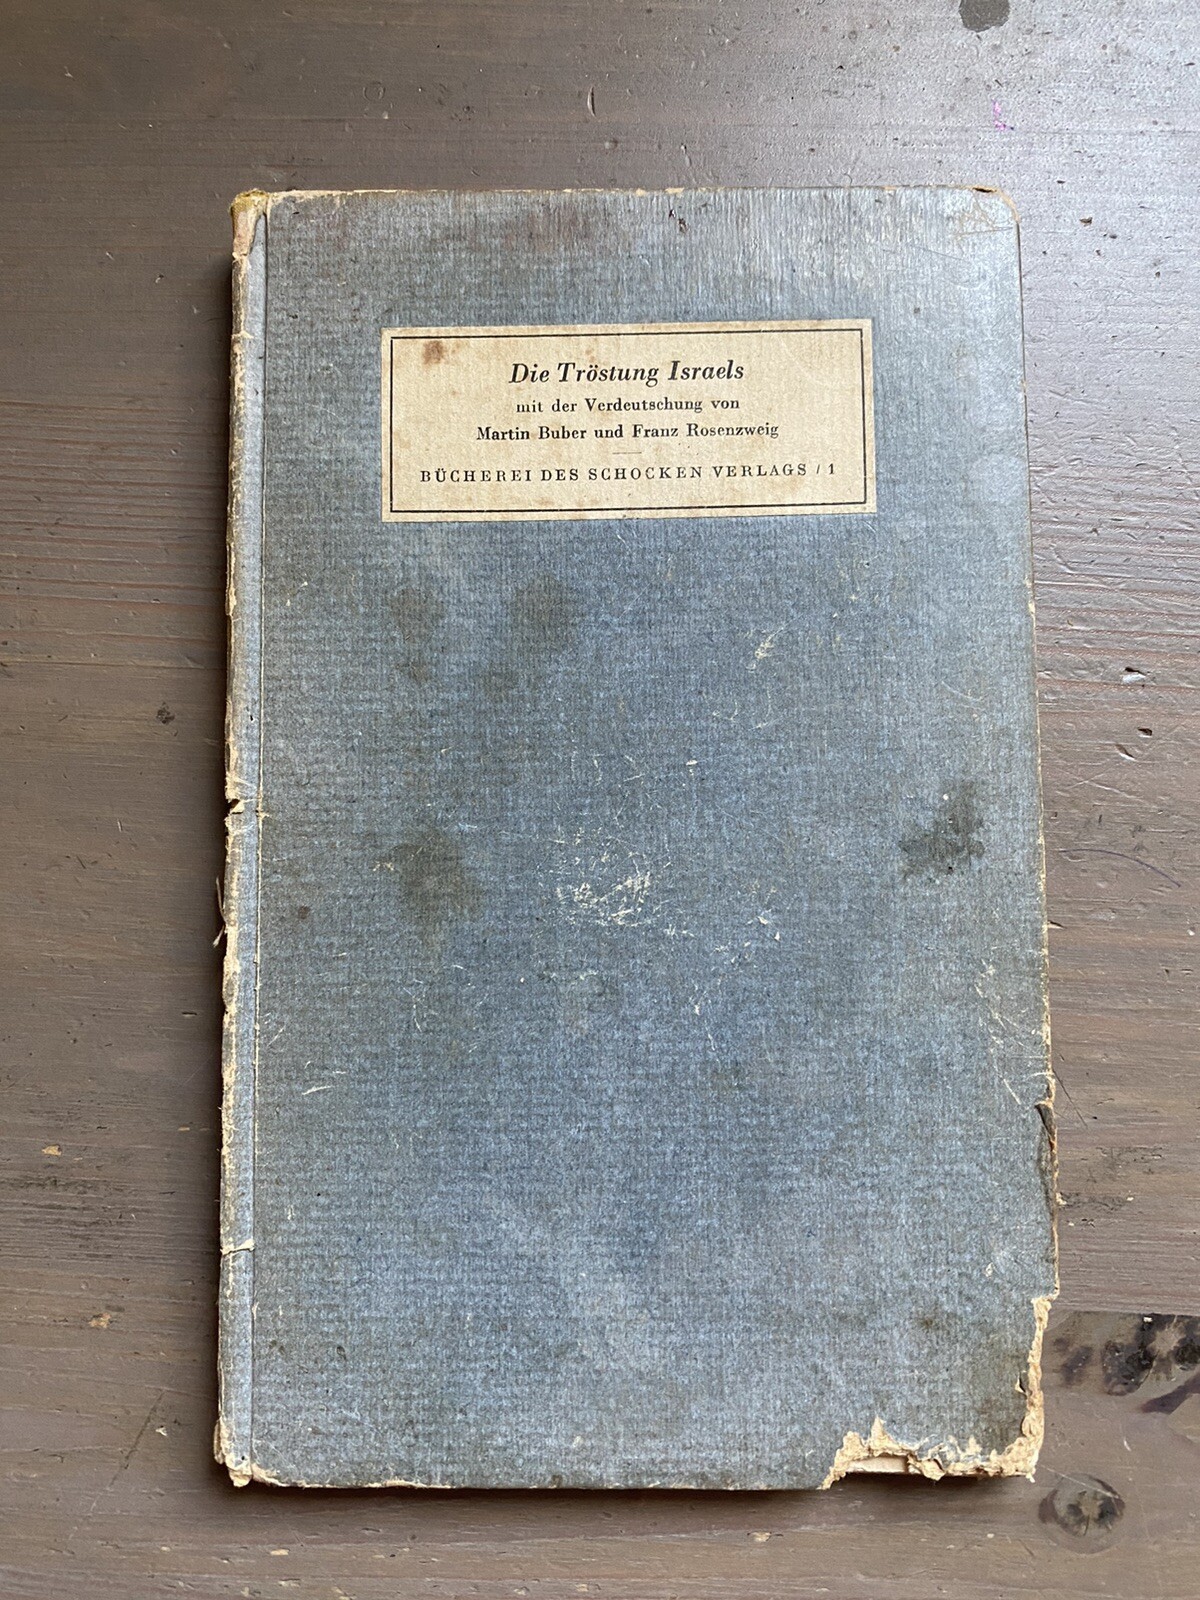 Die Tröstung Israels
mit der Verdeutschung von
Martin Buber und Franz Rosenzweig
BÜCHEREI DES SCHOCKEN VERLAGS / 1